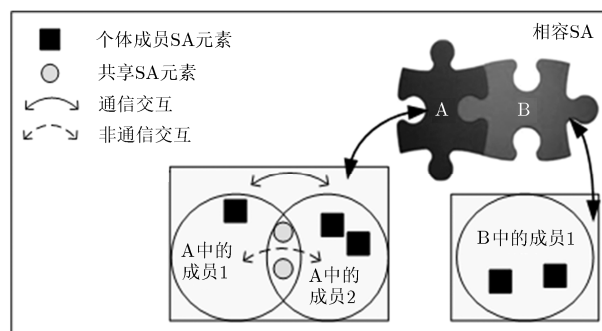 相容SA
个体成员SA元素
共享SA元素
通信交互
非通信交互
A
B
A中的
成员1
A中的
成员2
B中的成员1